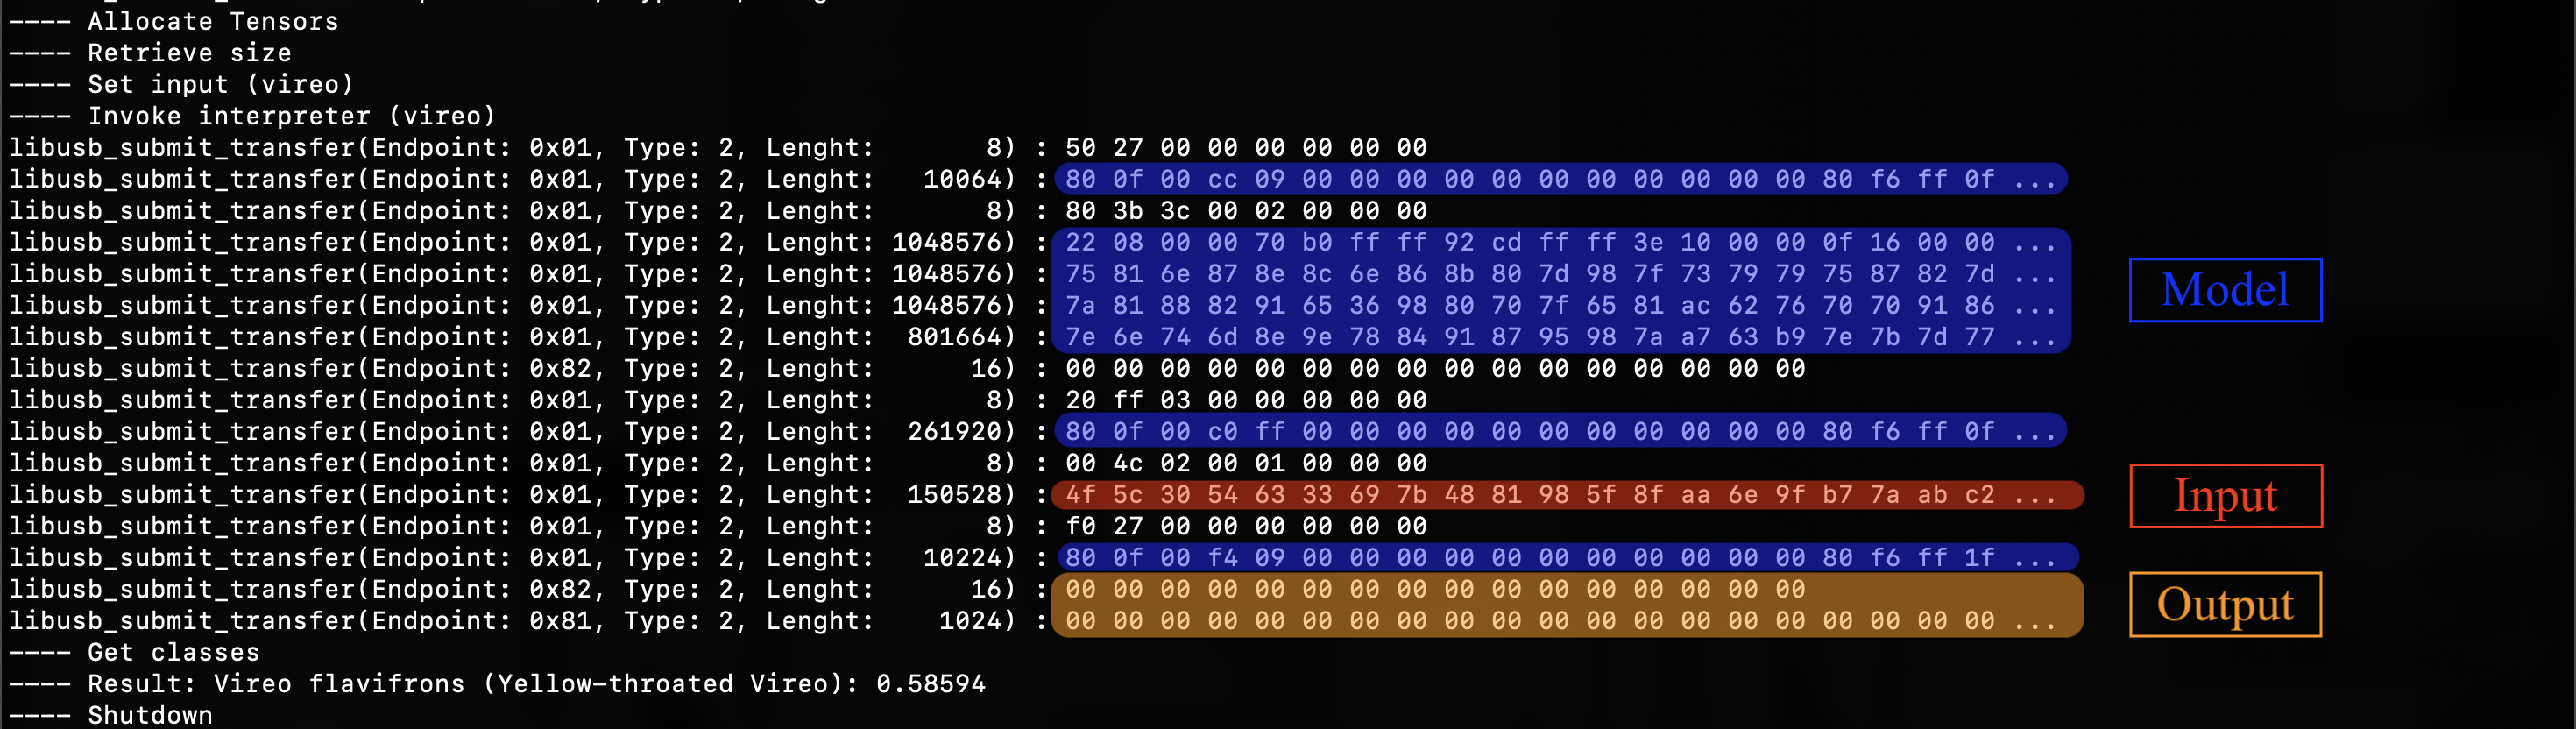 ---- Allocate Tensors
---- Retrieve size
---- Set input (vireo)
---- Invoke interpreter (vireo)
libusb_submit_transfer(Endpoint: 0x01, Type: 2, Lenght:       8) : 50 27 00 00 00 00 00 00
libusb_submit_transfer(Endpoint: 0x01, Type: 2, Lenght:   10064) : 80 0f 00 cc 09 00 00 00 00 00 00 00 00 00 00 00 80 f6 ff 0f ...
libusb_submit_transfer(Endpoint: 0x01, Type: 2, Lenght:       8) : 80 3b 3c 00 02 00 00 00
libusb_submit_transfer(Endpoint: 0x01, Type: 2, Lenght: 1048576) : 22 08 00 00 70 b0 ff ff 92 cd ff ff 3e 10 00 00 0f 16 00 00 ...
libusb_submit_transfer(Endpoint: 0x01, Type: 2, Lenght: 1048576) : 75 81 6e 87 8e 8c 6e 86 8b 80 7d 98 7f 73 79 79 75 87 82 7d ...
Model
libusb_submit_transfer(Endpoint: 0x01, Type: 2, Lenght: 1048576) : 7a 81 88 82 91 65 36 98 80 70 7f 65 81 ac 62 76 70 70 91 86 ...
libusb_submit_transfer(Endpoint: 0x01, Type: 2, Lenght:  801664) : 7e 6e 74 6d 8e 9e 78 84 91 87 95 98 7a a7 63 b9 7e 7b 7d 77 ...
libusb_submit_transfer(Endpoint: 0x82, Type: 2, Lenght:      16) : 00 00 00 00 00 00 00 00 00 00 00 00 00 00 00 00
libusb_submit_transfer(Endpoint: 0x01, Type: 2, Lenght:       8) : 20 ff 03 00 00 00 00 00
libusb_submit_transfer(Endpoint: 0x01, Type: 2, Lenght:  261920) : 80 0f 00 c0 ff 00 00 00 00 00 00 00 00 00 00 00 80 f6 ff 0f ...
libusb_submit_transfer(Endpoint: 0x01, Type: 2, Lenght:       8) : 00 4c 02 00 01 00 00 00
libusb_submit_transfer(Endpoint: 0x01, Type: 2, Lenght:  150528) : 4f 5c 30 54 63 33 69 7b 48 81 98 5f 8f aa 6e 9f b7 7a ab c2 ...
Input
libusb_submit_transfer(Endpoint: 0x01, Type: 2, Lenght:       8) : f0 27 00 00 00 00 00 00
libusb_submit_transfer(Endpoint: 0x01, Type: 2, Lenght:   10224) : 80 0f 00 f4 09 00 00 00 00 00 00 00 00 00 00 00 80 f6 ff 1f ...
libusb_submit_transfer(Endpoint: 0x82, Type: 2, Lenght:      16) : 00 00 00 00 00 00 00 00 00 00 00 00 00 00 00 00
Output
libusb_submit_transfer(Endpoint: 0x81, Type: 2, Lenght:    1024) : 00 00 00 00 00 00 00 00 00 00 00 00 00 00 00 00 00 00 00 00 ...
---- Get classes
---- Result: Vireo flavifrons (Yellow-throated Vireo): 0.58594
---- Shutdown